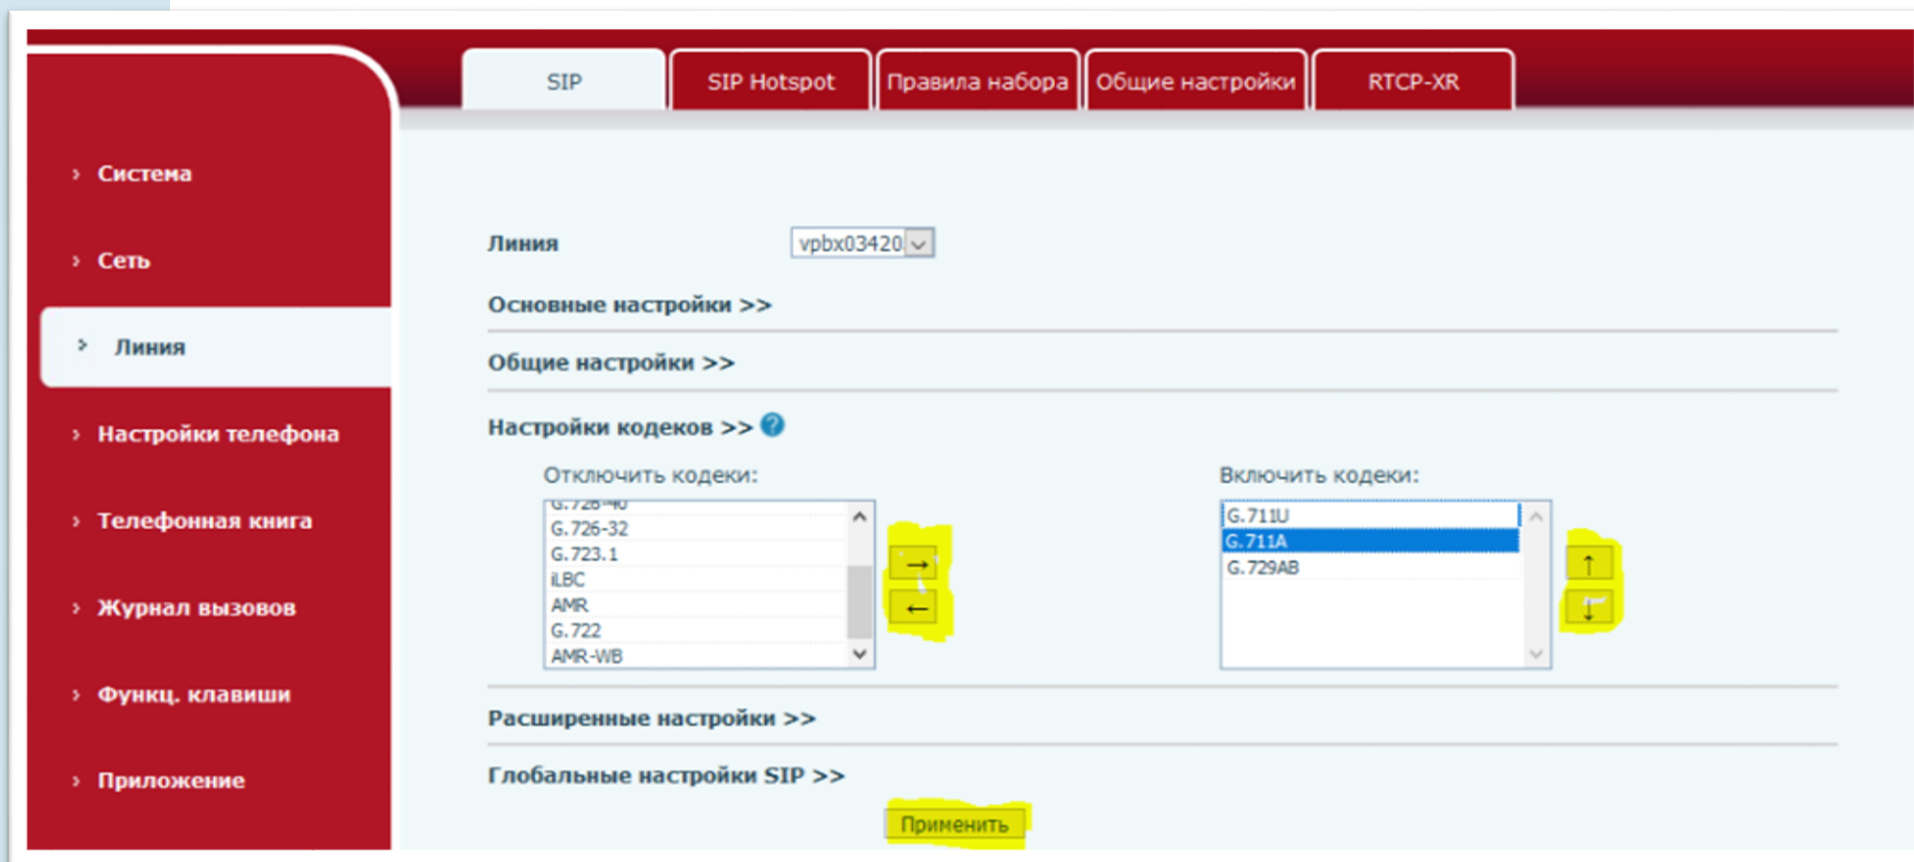 SIP
SIP Hotspot
Правила набора
Общие настройки
RTCP-XR
Система
Сеть
Линия
Настройки телефона
Телефонная книга
Журнал вызовов
Функц. клавиши
Приложение
Линия
vpbx03420
Основные настройки >>
Общие настройки >>
Настройки кодеков >> ?
Отключить кодеки:
G.726-40
G.726-32
G.723.1
iLBC
AMR
G.722
AMR-WB
→
←
Включить кодеки:
G.711U
G.711A
G.729AB
↑
↓
Расширенные настройки >>
Глобальные настройки SIP >>
Применить